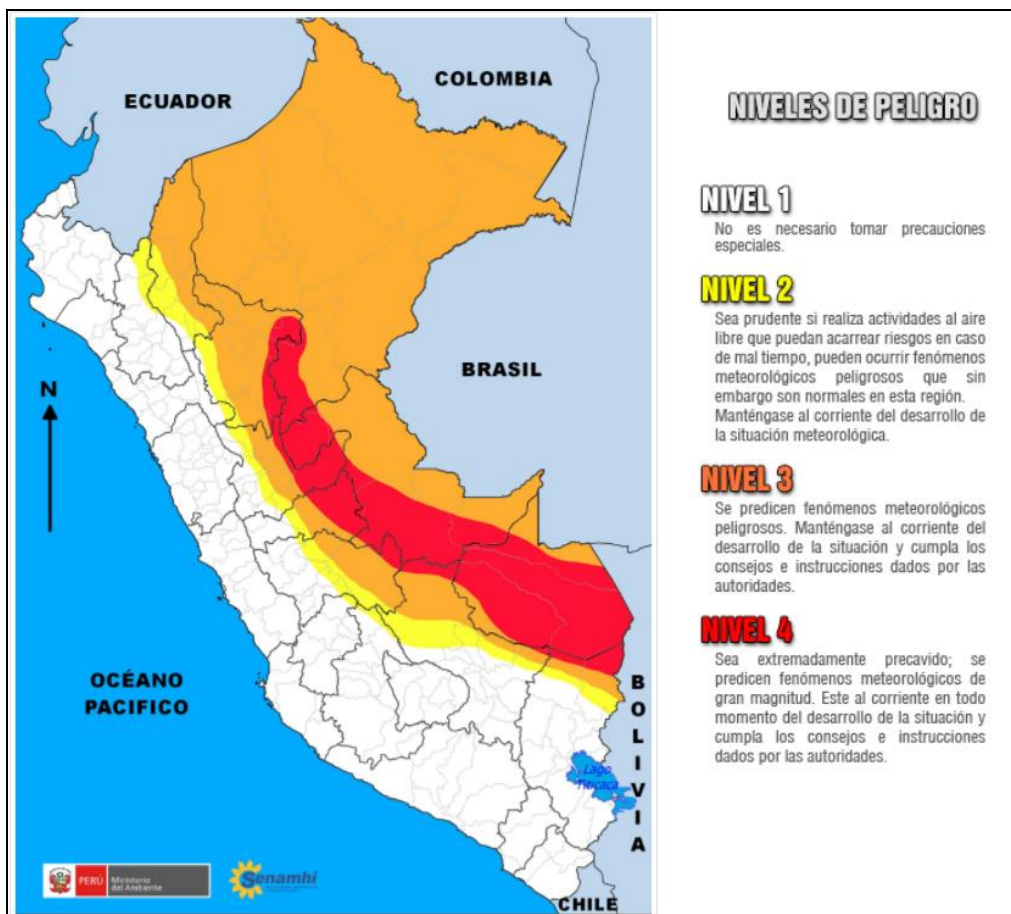 ECUADOR
COLOMBIA
BRASIL
N
OCÉANO
PACIFICO
B
O
L
I
V
I
A
Lago
Titicaca
CHILE
PERÚ
Ministerio
del Ambiente
Senamhi
NIVELES DE PELIGRO
NIVEL 1
No es necesario tomar precauciones
especiales.
NIVEL 2
Sea prudente si realiza actividades al aire
libre que puedan acarrear riesgos en caso
de mal tiempo, pueden ocurrir fenómenos
meteorológicos peligrosos que sin
embargo son normales en esta región.
Manténgase al corriente del desarrollo de
la situación meteorológica.
NIVEL 3
Se predicen fenómenos meteorológicos
peligrosos. Manténgase al corriente del
desarrollo de la situación y cumpla los
consejos e instrucciones dados por las
autoridades.
NIVEL 4
Sea extremadamente precavido; se
predicen fenómenos meteorológicos de
gran magnitud. Este al corriente en todo
momento del desarrollo de la situación y
cumpla los consejos e instrucciones
dados por las autoridades.